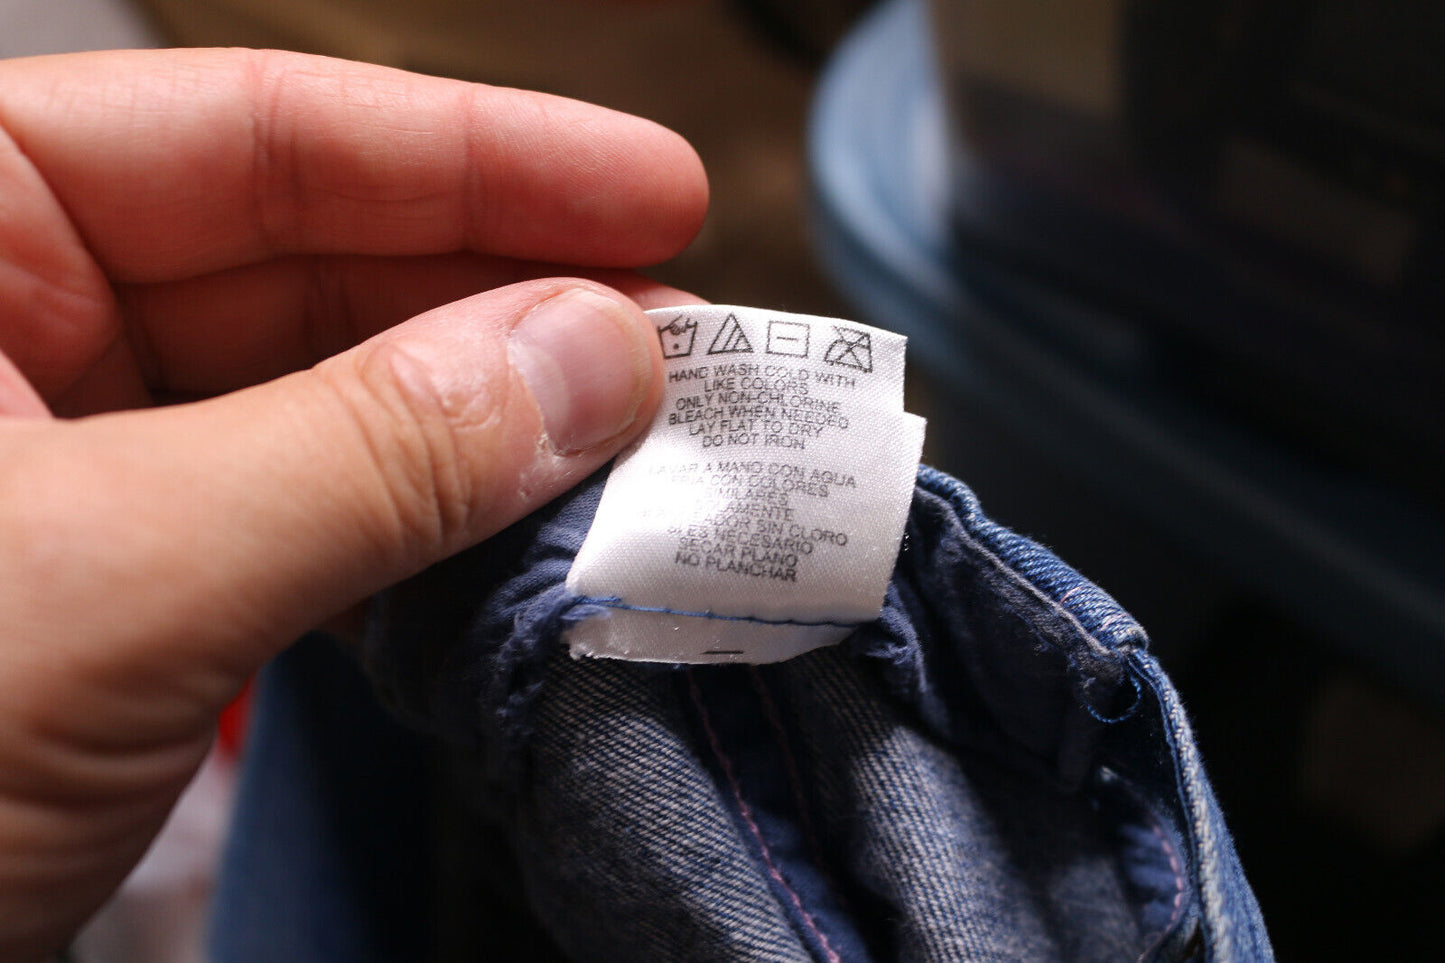 HAND WASH COLD WITH
LIKE COLORS
ONLY NON-CHLORINE
BLEACH WHEN NEEDED
LAY FLAT TO DRY
DO NOT IRON
LAVAR A MANO CON AGUA
FRIA CON COLORES
SIMILARES
SIN CLORO
SI ES NECESARIO
SECAR PLANO
NO PLANCHAR